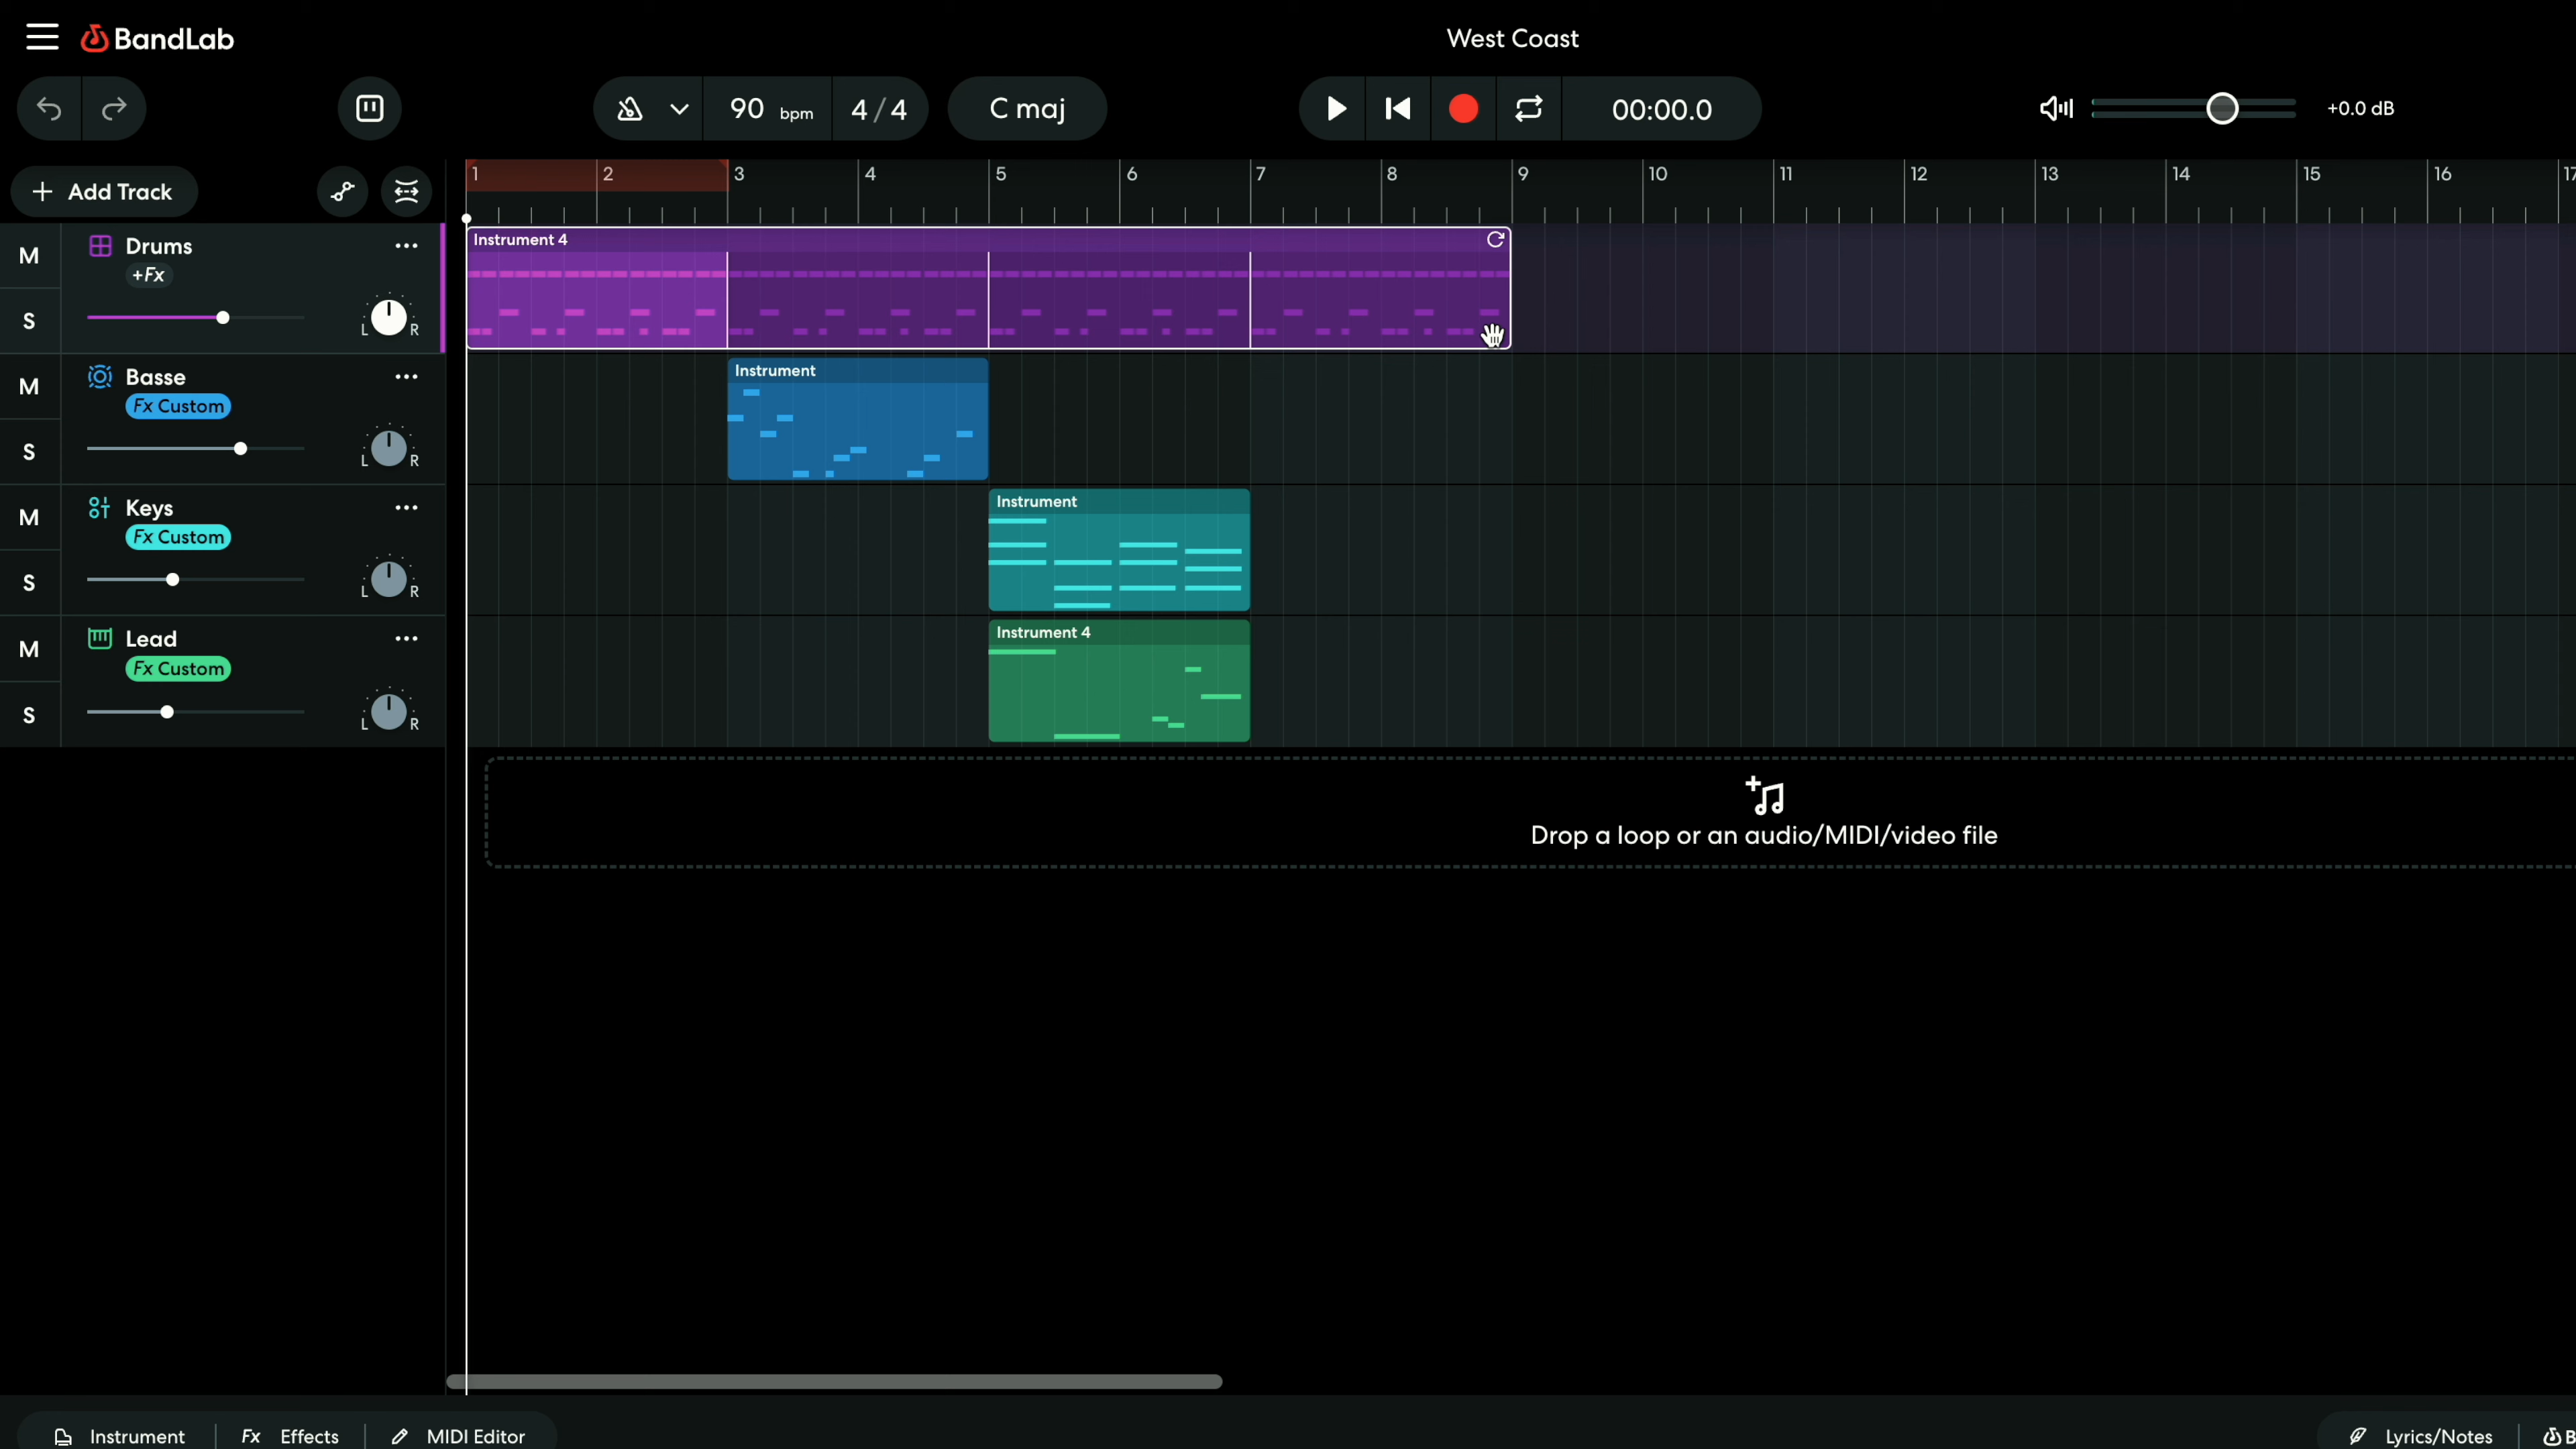 BandLab
West Coast
90 bpm
4/4
C maj
00:00.0
+0.0 dB
+ Add Track
1 2 3 4 5 6 7 8 9 10 11 12 13 14 15 16 17
M
Drums
+Fx
S
L R
Instrument 4
M
Basse
Fx Custom
S
L R
Instrument
M
Keys
Fx Custom
S
L R
Instrument
M
Lead
Fx Custom
S
L R
Instrument 4
Drop a loop or an audio/MIDI/video file
Instrument
Fx Effects
MIDI Editor
Lyrics/Notes